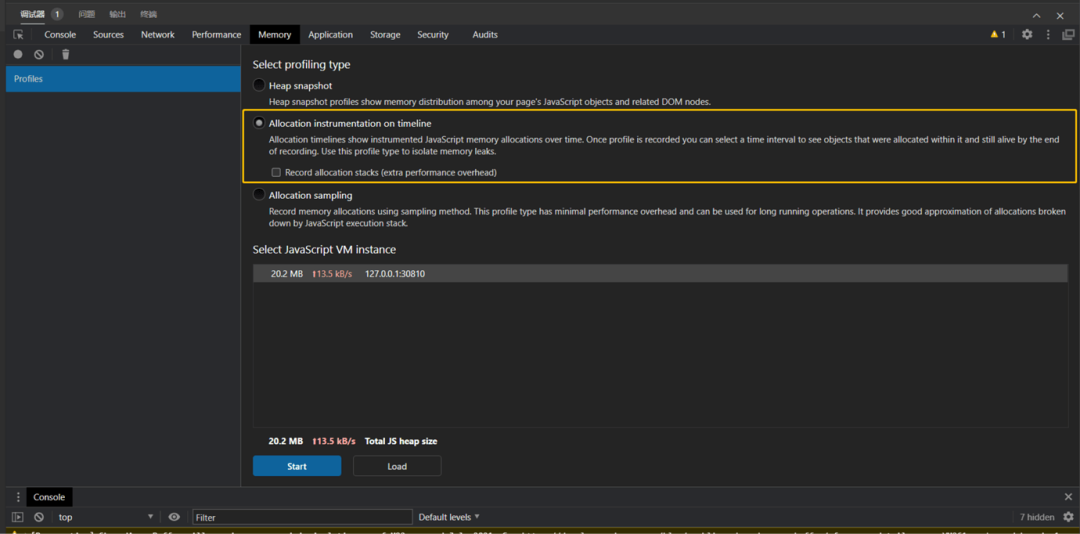 调试器 1 问题 输出 终端
Console Sources Network Performance Memory Application Storage Security Audits 1
Profiles
Select profiling type
Heap snapshot
Heap snapshot profiles show memory distribution among your page's JavaScript objects and related DOM nodes.
Allocation instrumentation on timeline
Allocation timelines show instrumented JavaScript memory allocations over time. Once profile is recorded you can select a time interval to see objects that were allocated within it and still alive by the end
of recording. Use this profile type to isolate memory leaks.
Record allocation stacks (extra performance overhead)
Allocation sampling
Record memory allocations using sampling method. This profile type has minimal performance overhead and can be used for long running operations. It provides good approximation of allocations broken
down by JavaScript execution stack.
Select JavaScript VM instance
20.2 MB ↑13.5 kB/s 127.0.0.1:30810
20.2 MB ↑13.5 kB/s Total JS heap size
Start Load
Console
top Filter Default levels 7 hidden